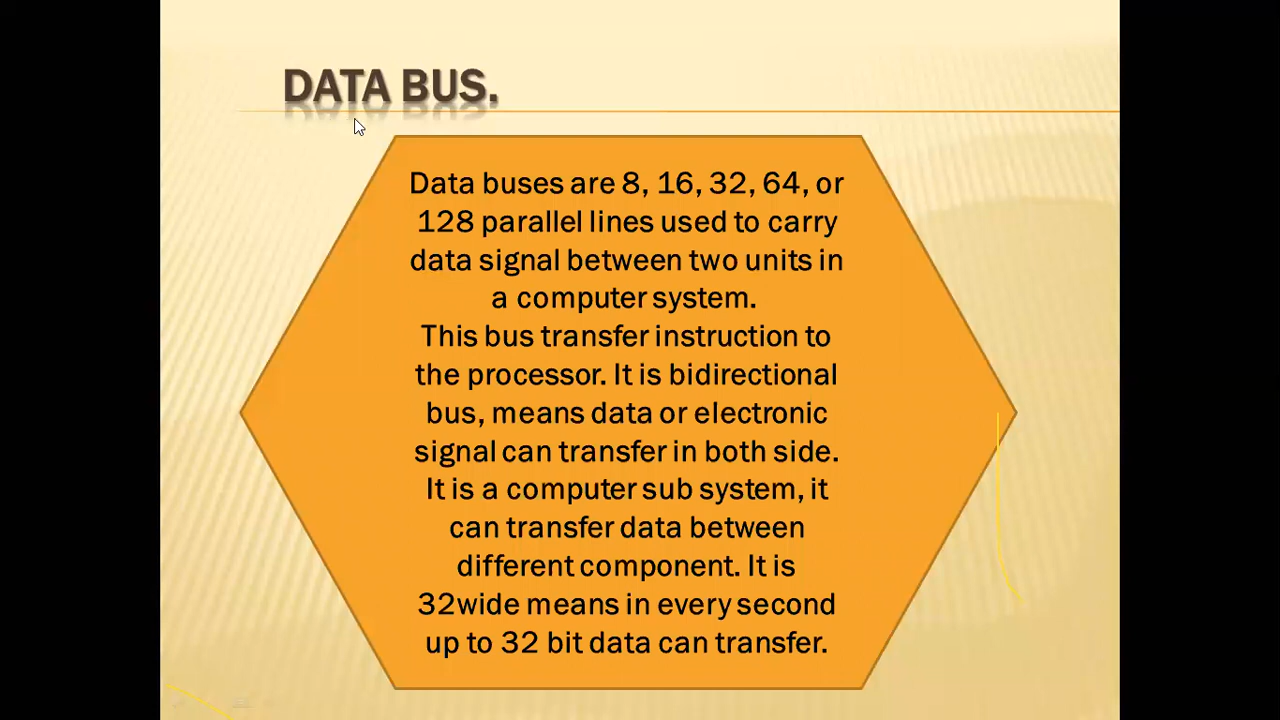 DATA BUS.
Data buses are 8, 16, 32, 64, or
128 parallel lines used to carry
data signal between two units in
a computer system.
This bus transfer instruction to
the processor. It is bidirectional
bus, means data or electronic
signal can transfer in both side.
It is a computer sub system, it
can transfer data between
different component. It is
32wide means in every second
up to 32 bit data can transfer.